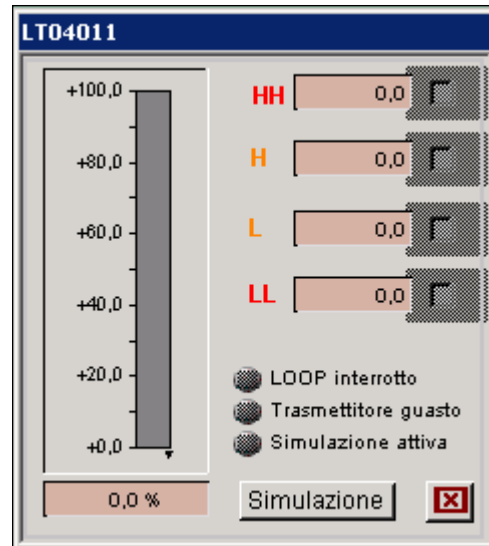 LT04011
+100,0
HH 0,0
+80,0
H 0,0
+60,0
L 0,0
+40,0
LL 0,0
+20,0
LOOP interrotto
Trasmettitore guasto
+0,0
Simulazione attiva
0,0 %
Simulazione